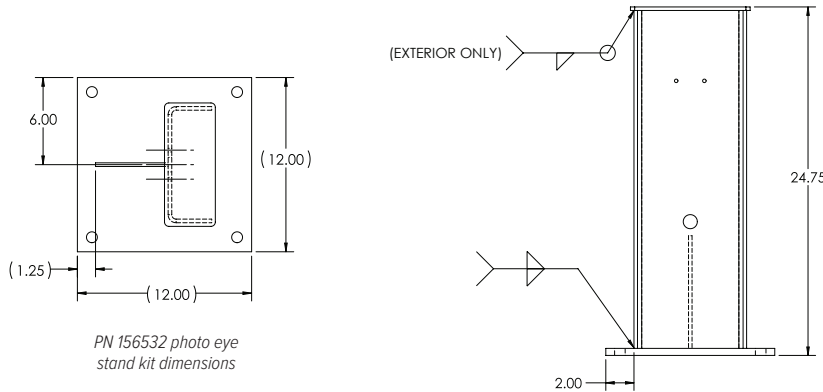 6.00
( 12.00 )
( 1.25 )
( 12.00 )
PN 156532 photo eye
stand kit dimensions
(EXTERIOR ONLY)
24.75
2.00